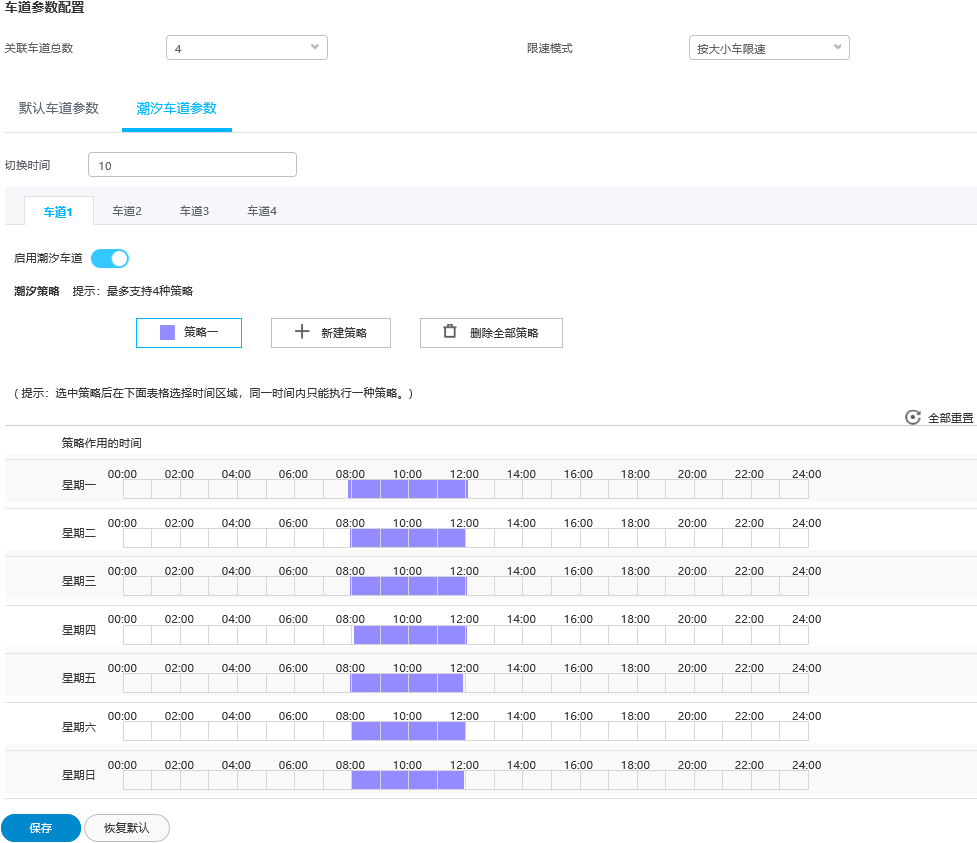 车道参数配置
关联车道总数 4 限速模式 按大小车限速
默认车道参数 潮汐车道参数
切换时间 10
车道1 车道2 车道3 车道4
启用潮汐车道
潮汐策略 提示：最多支持4种策略
策略一 新建策略 删除全部策略
( 提示：选中策略后在下面表格选择时间区域，同一时间内只能执行一种策略。)
全部重置
策略作用的时间
00:00 02:00 04:00 06:00 08:00 10:00 12:00 14:00 16:00 18:00 20:00 22:00 24:00
星期一
00:00 02:00 04:00 06:00 08:00 10:00 12:00 14:00 16:00 18:00 20:00 22:00 24:00
星期二
00:00 02:00 04:00 06:00 08:00 10:00 12:00 14:00 16:00 18:00 20:00 22:00 24:00
星期三
00:00 02:00 04:00 06:00 08:00 10:00 12:00 14:00 16:00 18:00 20:00 22:00 24:00
星期四
00:00 02:00 04:00 06:00 08:00 10:00 12:00 14:00 16:00 18:00 20:00 22:00 24:00
星期五
00:00 02:00 04:00 06:00 08:00 10:00 12:00 14:00 16:00 18:00 20:00 22:00 24:00
星期六
00:00 02:00 04:00 06:00 08:00 10:00 12:00 14:00 16:00 18:00 20:00 22:00 24:00
星期日
保存 恢复默认